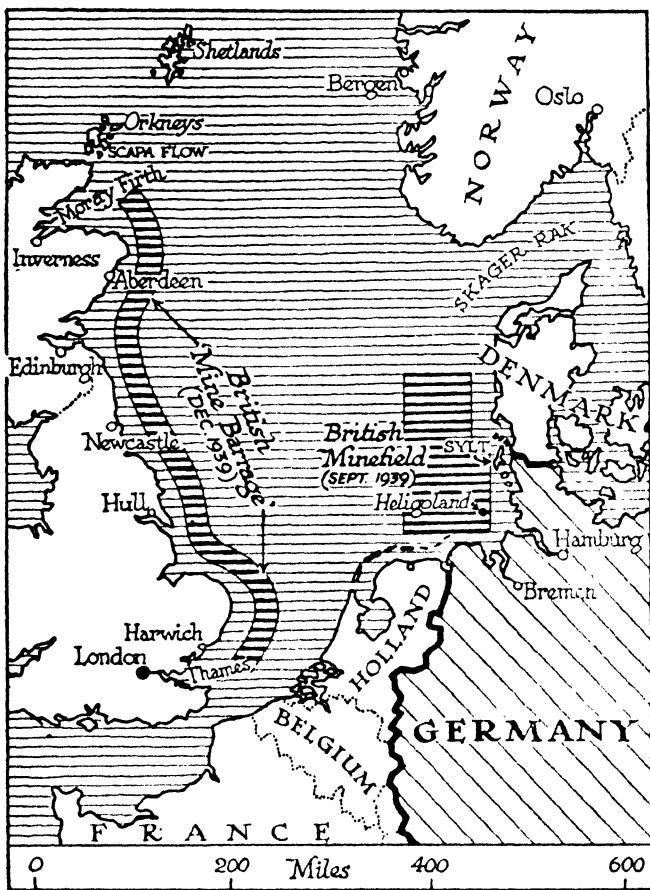 Shetlands
Bergen
NORWAY
Oslo
Orkneys
SCAPA FLOW
Moray Firth
Inverness
Aberdeen
SKAGER RAK
Edinburgh
DENMARK
British
'Mine Barrage'
(DEC. 1939)
British
Minefield
(SEPT. 1939)
SYLT
Newcastle
Heligoland
Hull
Hamburg
Bremen
HOLLAND
Harwich
London
Thames
BELGIUM
GERMANY
FRANCE
0 200 Miles 400 600